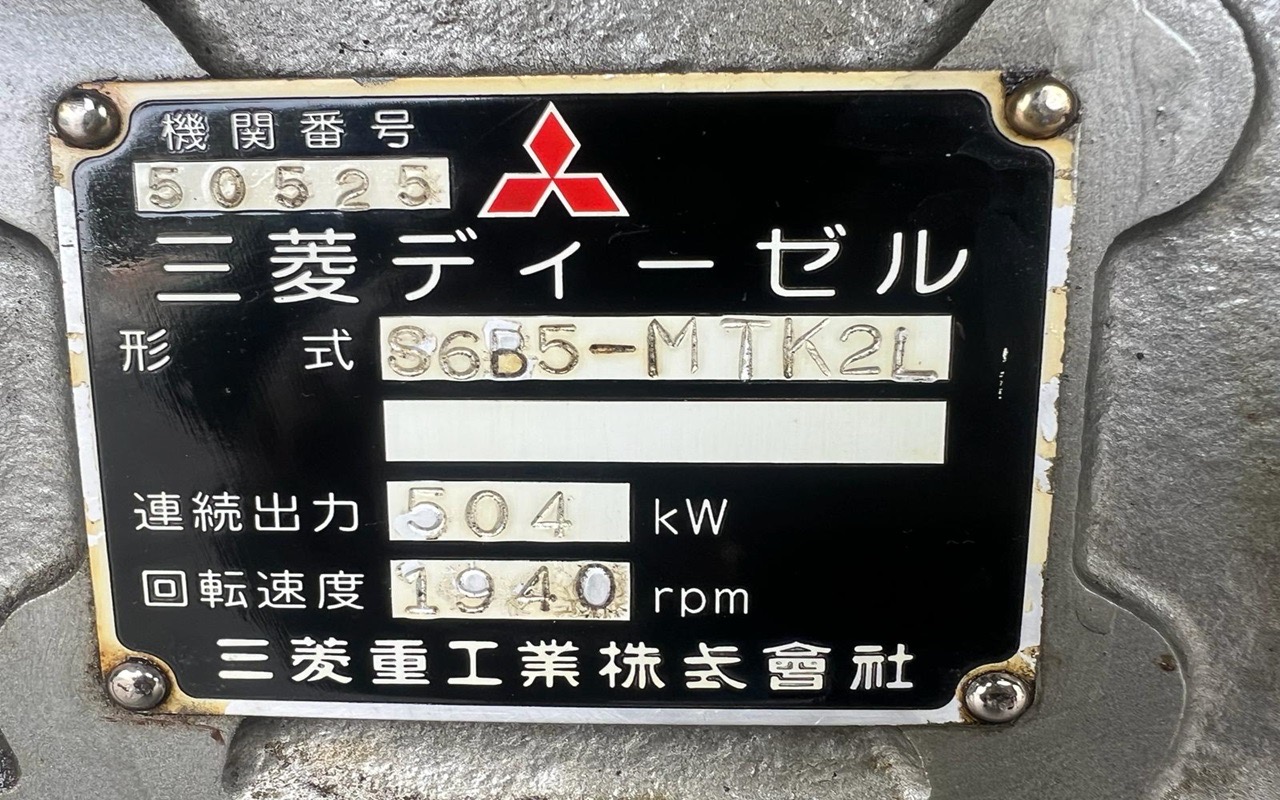 機関番号
50525
三菱ディーゼル
形 式 S6B5-MTK2L
連続出力 504 kW
回転速度 1940 rpm
三菱重工業株式會社